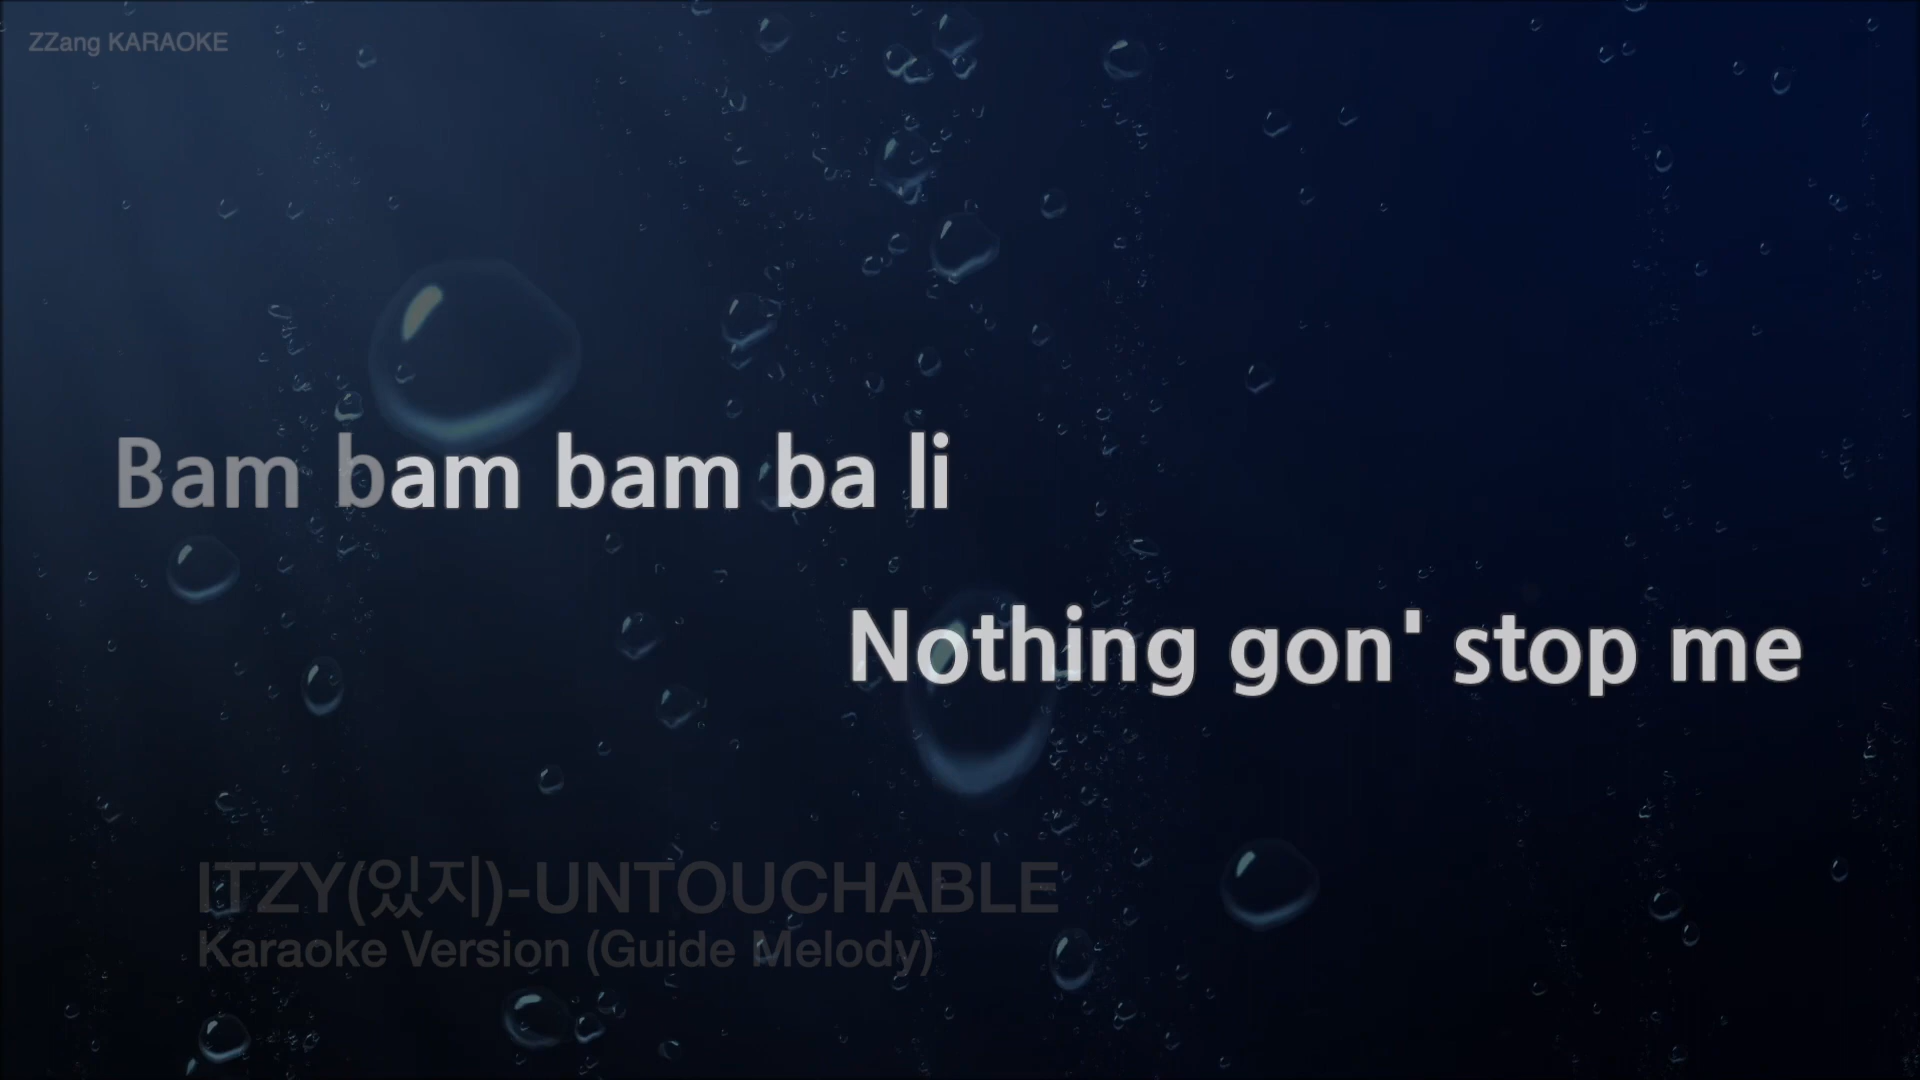 ZZang KARAOKE
Bam bam bam ba li
Nothing gon' stop me
ITZY(있지)-UNTOUCHABLE
Karaoke Version (Guide Melody)